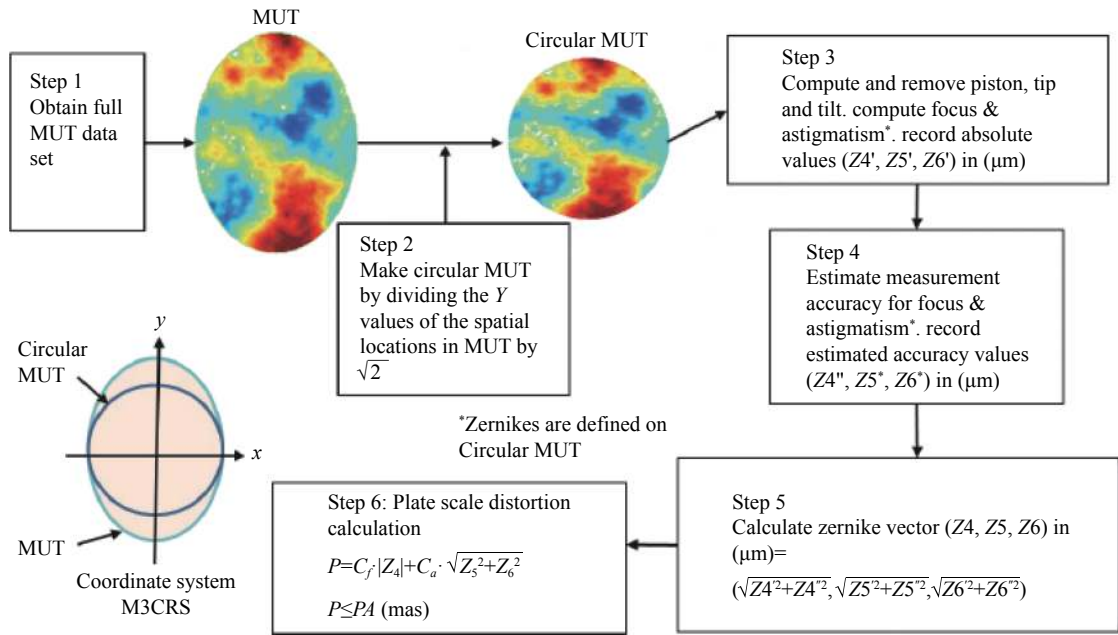 MUT
Circular MUT
Step 1
Obtain full
MUT data
set
Step 2
Make circular MUT
by dividing the Y
values of the spatial
locations in MUT by
√2
Step 3
Compute and remove piston, tip
and tilt. compute focus &
astigmatism*. record absolute
values (Z4', Z5', Z6') in (μm)
Step 4
Estimate measurement
accuracy for focus &
astigmatism*. record
estimated accuracy values
(Z4", Z5*, Z6*) in (μm)
y
Circular
MUT
x
MUT
Coordinate system
M3CRS
*Zernikes are defined on
Circular MUT
Step 5
Calculate zernike vector (Z4, Z5, Z6) in
(μm)=
(√Z4'²+Z4"², √Z5'²+Z5"², √Z6'²+Z6"²)
Step 6: Plate scale distortion
calculation
P=C_f·|Z₄|+C_a·√Z₅²+Z₆²
P≤PA (mas)